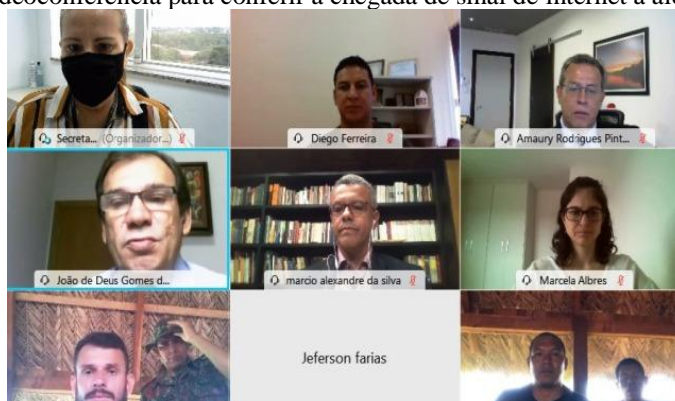 deoconferência para conferir a chegada de sinal de internet à
Secreta... (Organizador...)
Diego Ferreira
Amaury Rodrigues Pint...
João de Deus Gomes d...
marcio alexandre da silva
Marcela Albres
Jeferson farias